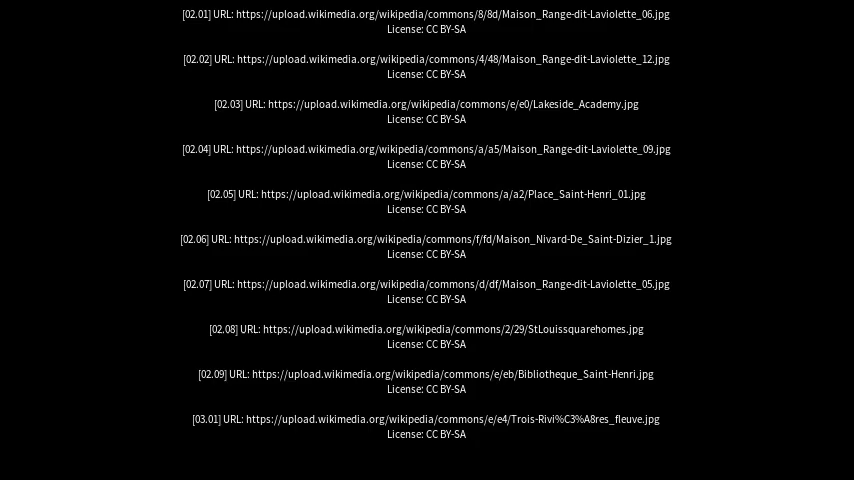 [02.01] URL: https://upload.wikimedia.org/wikipedia/commons/8/8d/Maison_Range-dit-Laviolette_06.jpg
License: CC BY-SA
[02.02] URL: https://upload.wikimedia.org/wikipedia/commons/4/48/Maison_Range-dit-Laviolette_12.jpg
License: CC BY-SA
[02.03] URL: https://upload.wikimedia.org/wikipedia/commons/e/e0/Lakeside_Academy.jpg
License: CC BY-SA
[02.04] URL: https://upload.wikimedia.org/wikipedia/commons/a/a5/Maison_Range-dit-Laviolette_09.jpg
License: CC BY-SA
[02.05] URL: https://upload.wikimedia.org/wikipedia/commons/a/a2/Place_Saint-Henri_01.jpg
License: CC BY-SA
[02.06] URL: https://upload.wikimedia.org/wikipedia/commons/f/fd/Maison_Nivard-De_Saint-Dizier_1.jpg
License: CC BY-SA
[02.07] URL: https://upload.wikimedia.org/wikipedia/commons/d/df/Maison_Range-dit-Laviolette_05.jpg
License: CC BY-SA
[02.08] URL: https://upload.wikimedia.org/wikipedia/commons/2/29/StLouissquarehomes.jpg
License: CC BY-SA
[02.09] URL: https://upload.wikimedia.org/wikipedia/commons/e/eb/Bibliotheque_Saint-Henri.jpg
License: CC BY-SA
[03.01] URL: https://upload.wikimedia.org/wikipedia/commons/e/e4/Trois-Rivi%C3%A8res_fleuve.jpg
License: CC BY-SA